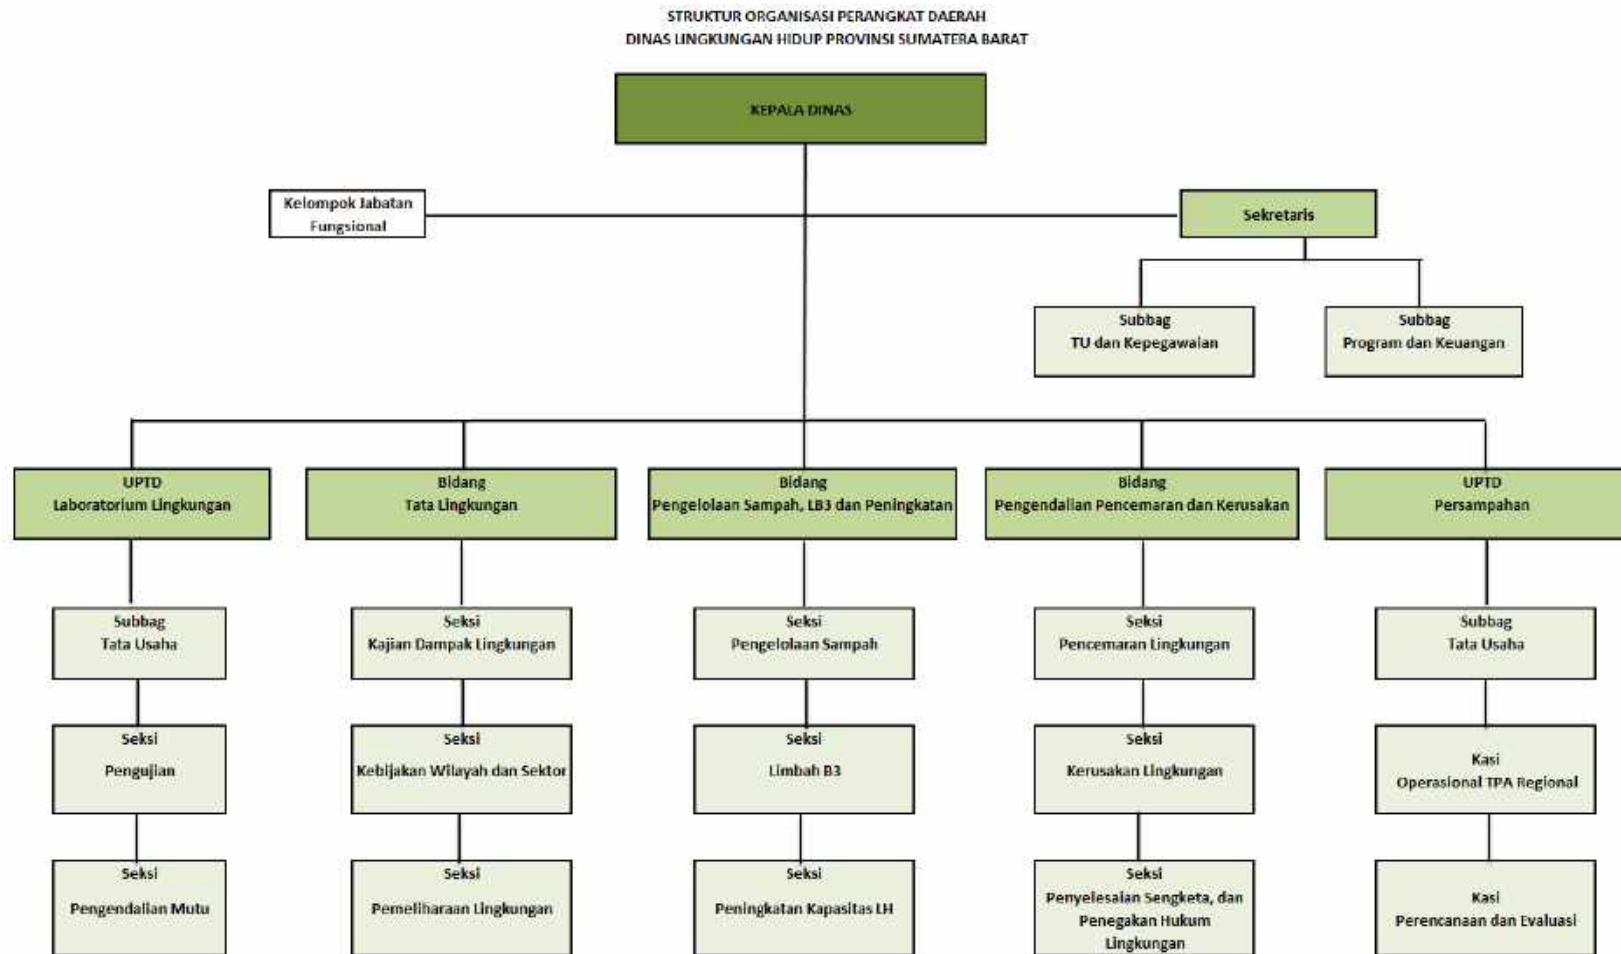 STRUKTUR ORGANISASI PERANGKAT DAERAH
DINAS LINGKUNGAN HIDUP PROVINSI SUMATERA BARAT
KEPALA DINAS
Kelompok Jabatan
Fungsional
Sekretaris
Subbag
TU dan Kepegawaian
Subbag
Program dan Keuangan
UPTD
Laboratorium Lingkungan
Bidang
Tata Lingkungan
Bidang
Pengelolaan Sampah, LB3 dan Peningkatan
Bidang
Pengendalian Pencemaran dan Kerusakan
UPTD
Persampahan
Subbag
Tata Usaha
Seksi
Kajian Dampak Lingkungan
Seksi
Pengelolaan Sampah
Seksi
Pencemaran Lingkungan
Subbag
Tata Usaha
Seksi
Pengujian
Seksi
Kebijakan Wilayah dan Sektor
Seksi
Limbah B3
Seksi
Kerusakan Lingkungan
Kasi
Operasional TPA Regional
Seksi
Pengendalian Mutu
Seksi
Pemeliharaan Lingkungan
Seksi
Peningkatan Kapasitas LH
Seksi
Penyelesaian Sengketa, dan
Penegakan Hukum
Lingkungan
Kasi
Perencanaan dan Evaluasi